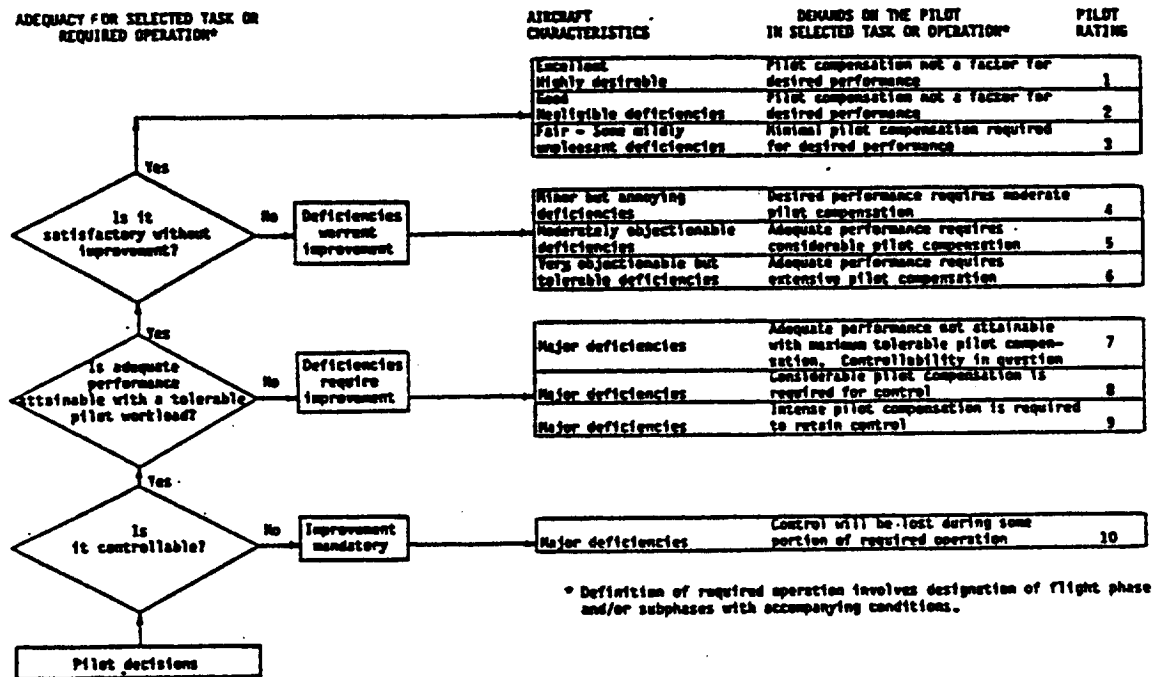 ADEQUACY FOR SELECTED TASK OR
REQUIRED OPERATION*
AIRCRAFT
CHARACTERISTICS
DEMANDS ON THE PILOT
IN SELECTED TASK OR OPERATION*
PILOT
RATING
Excellent
Highly desirable
Pilot compensation not a factor for
desired performance
1
Good
Negligible deficiencies
Pilot compensation not a factor for
desired performance
2
Fair - Some mildly
unpleasant deficiencies
Minimal pilot compensation required
for desired performance
3
Yes
Is it
satisfactory without
improvement?
No
Deficiencies
warrant
improvement
Minor but annoying
deficiencies
Desired performance requires moderate
pilot compensation
4
Moderately objectionable
deficiencies
Adequate performance requires
considerable pilot compensation
5
Very objectionable but
tolerable deficiencies
Adequate performance requires
extensive pilot compensation
6
Yes
Is adequate
performance
attainable with a tolerable
pilot workload?
No
Deficiencies
require
improvement
Major deficiencies
Adequate performance not attainable
with maximum tolerable pilot compen-
sation. Controllability in question
7
Major deficiencies
Considerable pilot compensation is
required for control
8
Major deficiencies
Intense pilot compensation is required
to retain control
9
Yes
Is
it controllable?
No
Improvement
mandatory
Major deficiencies
Control will be lost during some
portion of required operation
10
* Definition of required operation involves designation of flight phase
and/or subphases with accompanying conditions.
Pilot decisions